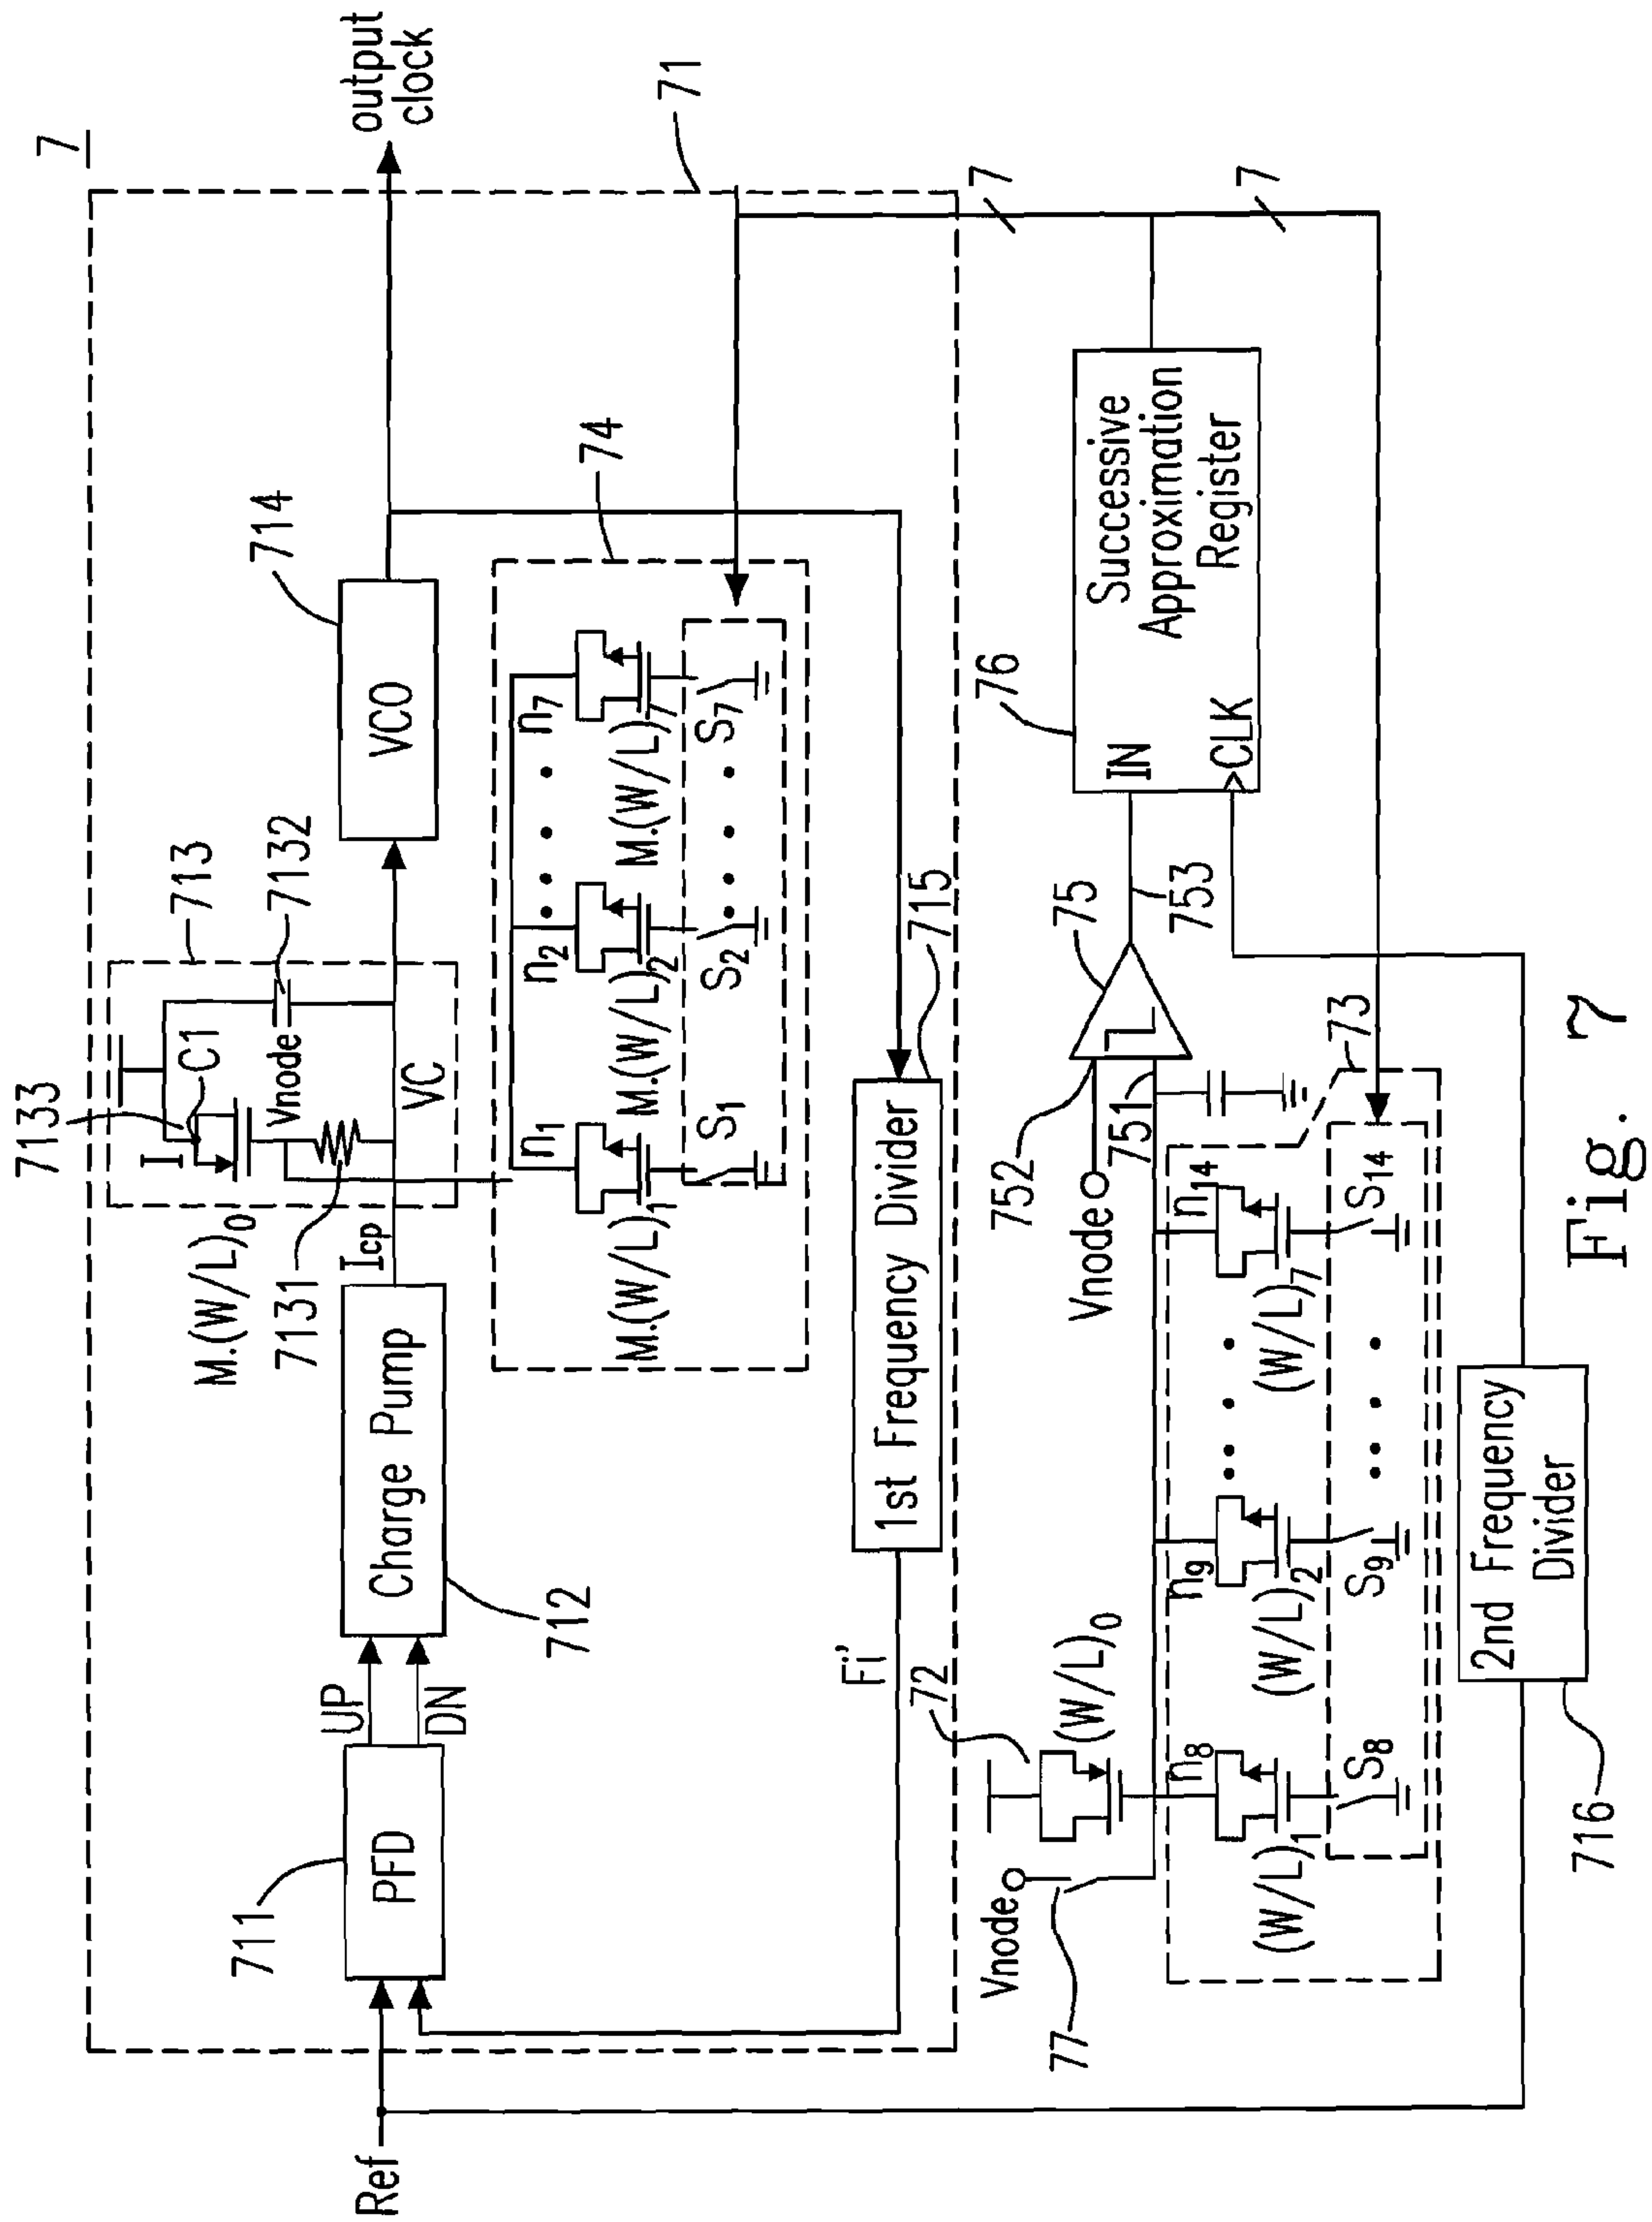 7
output
clock
71
7133
713
C1
I
7132
Vnode
714
M.(W/L)0
7131
Icp
VC
VCO
711
PFD
UP
DN
Charge Pump
712
Ref
74
n1
n2
n7
M.(W/L)1
M.(W/L)2
M.(W/L)7
S1
S2
S7
1st Frequency Divider
715
Fi'
7
7
72
(W/L)0
Vnode
77
752
Vnode
751
75
753
76
IN
CLK
Successive
Approximation
Register
73
n8
n9
n14
(W/L)1
(W/L)2
(W/L)7
S8
S9
S14
2nd Frequency
Divider
716
Fig. 7